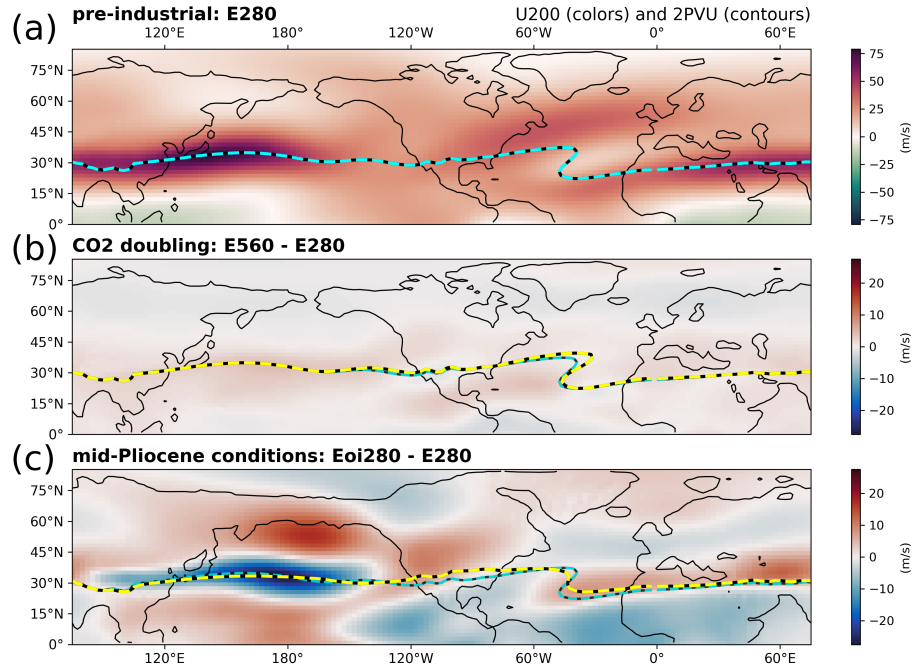 (a) pre-industrial: E280 U200 (colors) and 2PVU (contours)
120°E 180° 120°W 60°W 0° 60°E
75°N
60°N
45°N
30°N
15°N
0°
75
50
25
0
−25
−50
−75
(m/s)
(b) CO2 doubling: E560 - E280
75°N
60°N
45°N
30°N
15°N
0°
20
10
0
−10
−20
(m/s)
(c) mid-Pliocene conditions: Eoi280 - E280
75°N
60°N
45°N
30°N
15°N
0°
20
10
0
−10
−20
(m/s)
120°E 180° 120°W 60°W 0° 60°E